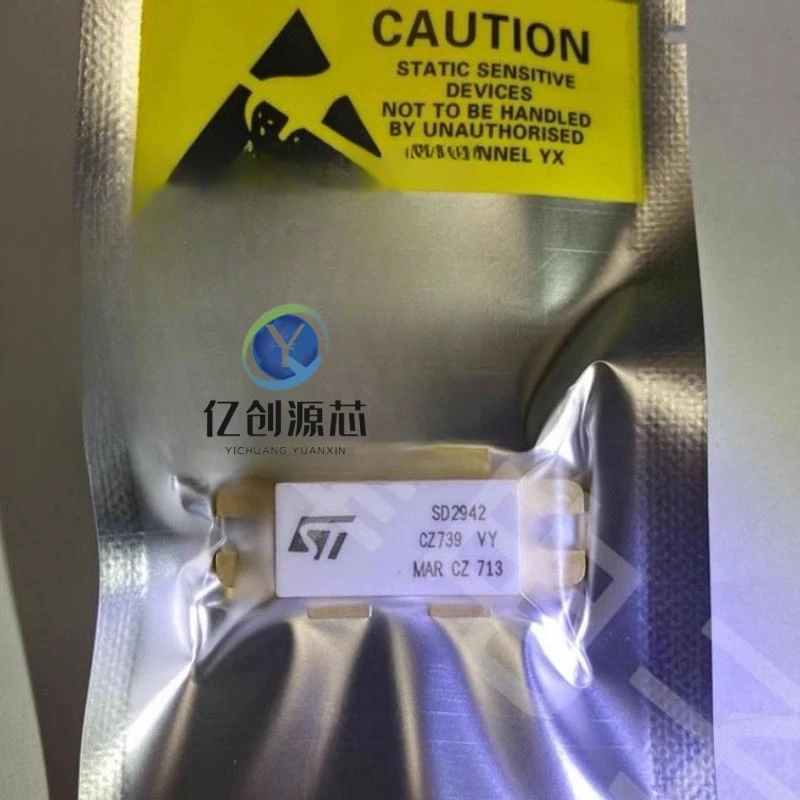 CAUTION
STATIC SENSITIVE
DEVICES
NOT TO BE HANDLED
BY UNAUTHORISED
NNEL YX
Y
亿创源芯
YICHUANG YUANXIN
ST
SD2942
CZ739 VY
MAR CZ 713